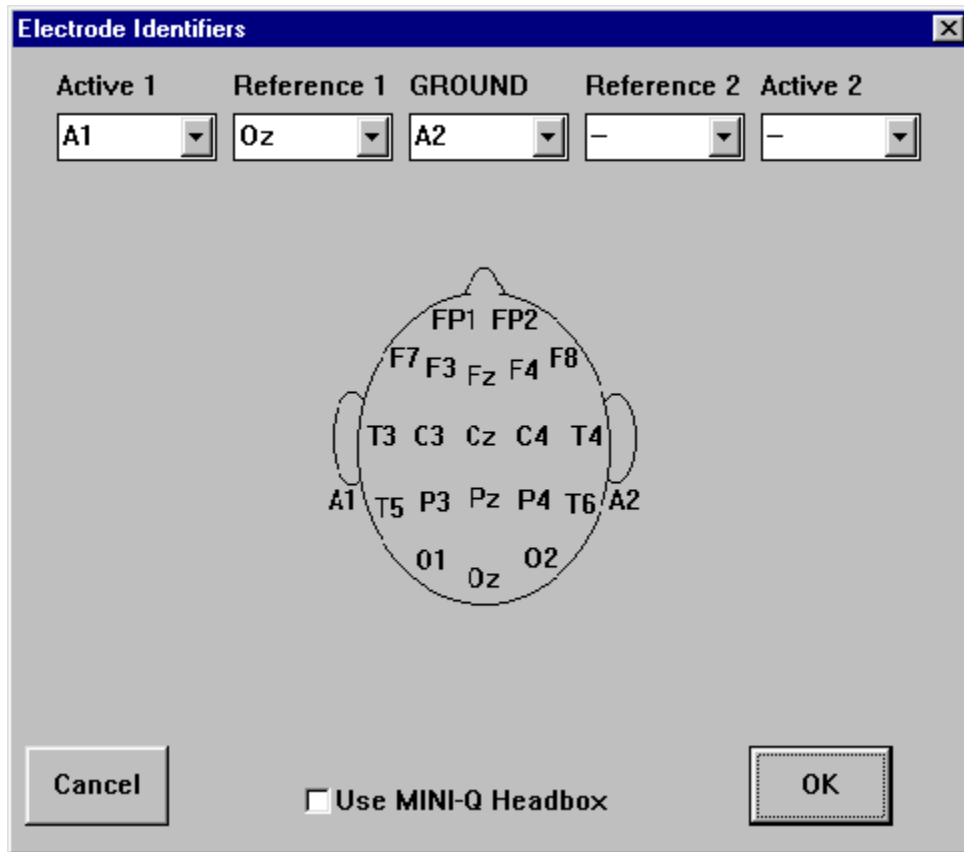 Electrode Identifiers
Active 1 Reference 1 GROUND Reference 2 Active 2
A1 Oz A2 – –
FP1 FP2
F7 F3 Fz F4 F8
T3 C3 Cz C4 T4
A1 T5 P3 Pz P4 T6 A2
O1 Oz O2
Cancel Use MINI-Q Headbox OK